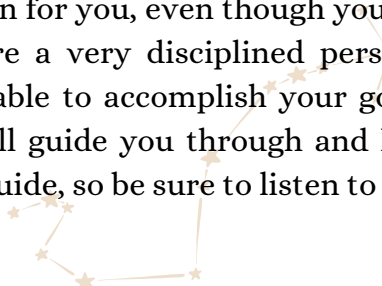 n for you, even though you
re a very disciplined pers
able to accomplish your go
ll guide you through and
uide, so be sure to listen to